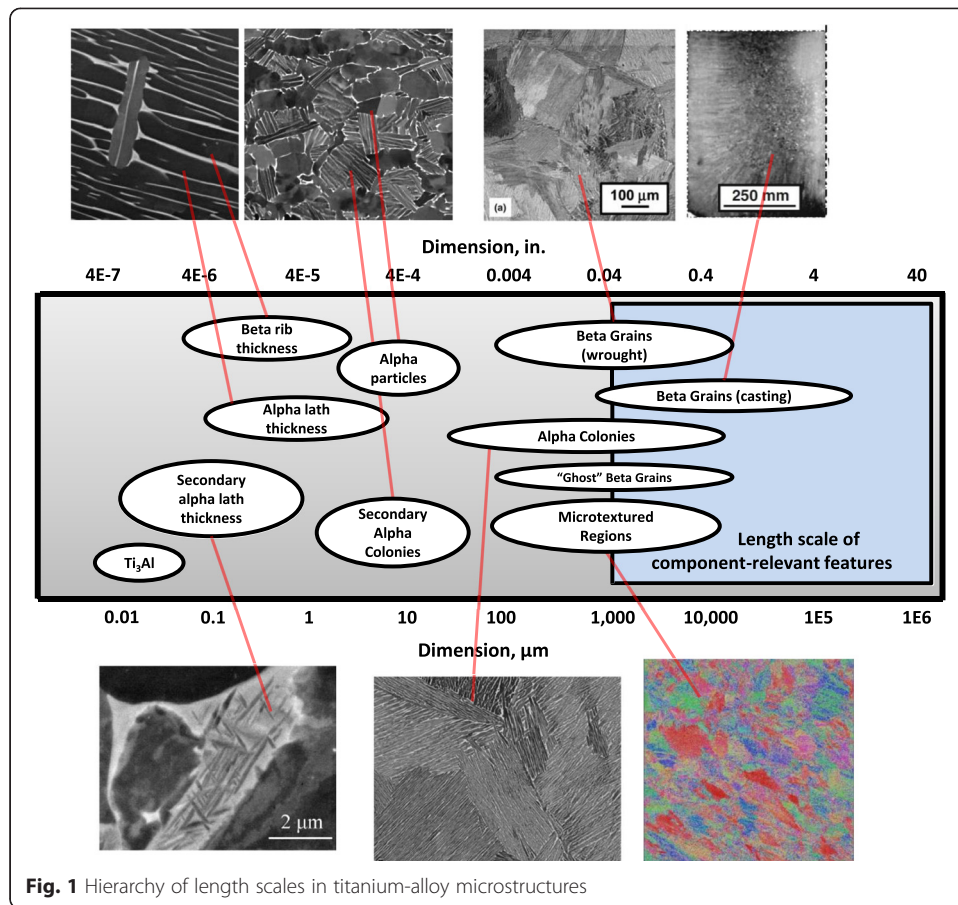 (a)
100 µm
250 mm
Dimension, in.
4E-7 4E-6 4E-5 4E-4 0.004 0.04 0.4 4 40
Beta rib
thickness
Alpha
particles
Beta Grains
(wrought)
Beta Grains (casting)
Alpha lath
thickness
Alpha Colonies
Secondary
alpha lath
thickness
"Ghost" Beta Grains
Secondary
Alpha
Colonies
Microtextured
Regions
Length scale of
component-relevant features
Ti₃Al
0.01 0.1 1 10 100 1,000 10,000 1E5 1E6
Dimension, µm
2 µm
Fig. 1 Hierarchy of length scales in titanium-alloy microstructures